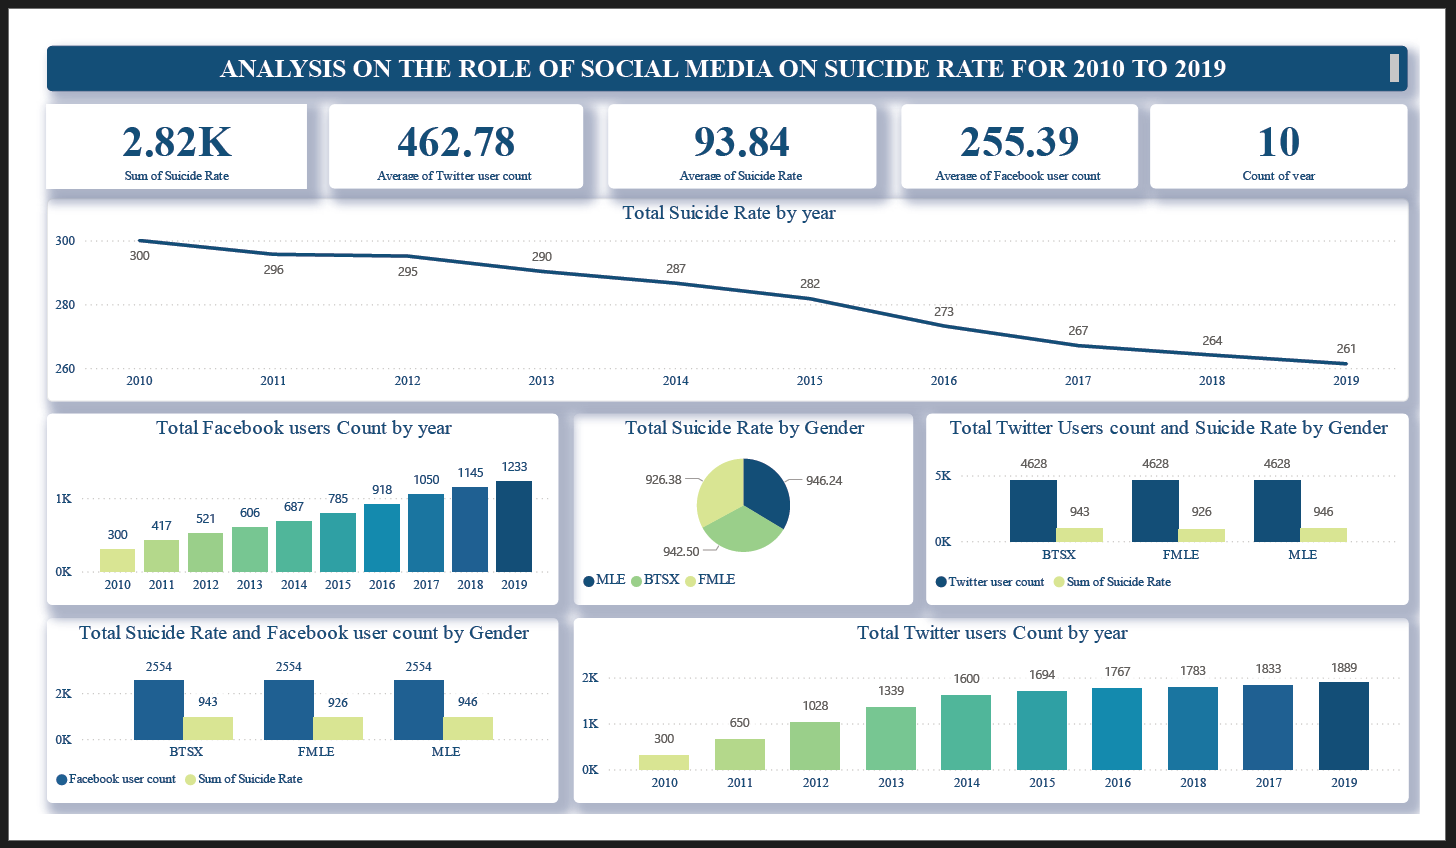 ANALYSIS ON THE ROLE OF SOCIAL MEDIA ON SUICIDE RATE FOR 2010 TO 2019
2.82K
Sum of Suicide Rate
462.78
Average of Twitter user count
93.84
Average of Suicide Rate
255.39
Average of Facebook user count
10
Count of year
Total Suicide Rate by year
300
280
260
300
296
295
290
287
282
273
267
264
261
2010 2011 2012 2013 2014 2015 2016 2017 2018 2019
Total Facebook users Count by year
1K
0K
300
417
521
606
687
785
918
1050
1145
1233
2010 2011 2012 2013 2014 2015 2016 2017 2018 2019
Total Suicide Rate by Gender
926.38
946.24
942.50
MLE BTSX FMLE
Total Twitter Users count and Suicide Rate by Gender
5K
0K
4628
943
4628
926
4628
946
BTSX FMLE MLE
Twitter user count Sum of Suicide Rate
Total Suicide Rate and Facebook user count by Gender
2K
0K
2554
943
2554
926
2554
946
BTSX FMLE MLE
Facebook user count Sum of Suicide Rate
Total Twitter users Count by year
2K
1K
0K
300
650
1028
1339
1600
1694
1767
1783
1833
1889
2010 2011 2012 2013 2014 2015 2016 2018 2017 2019